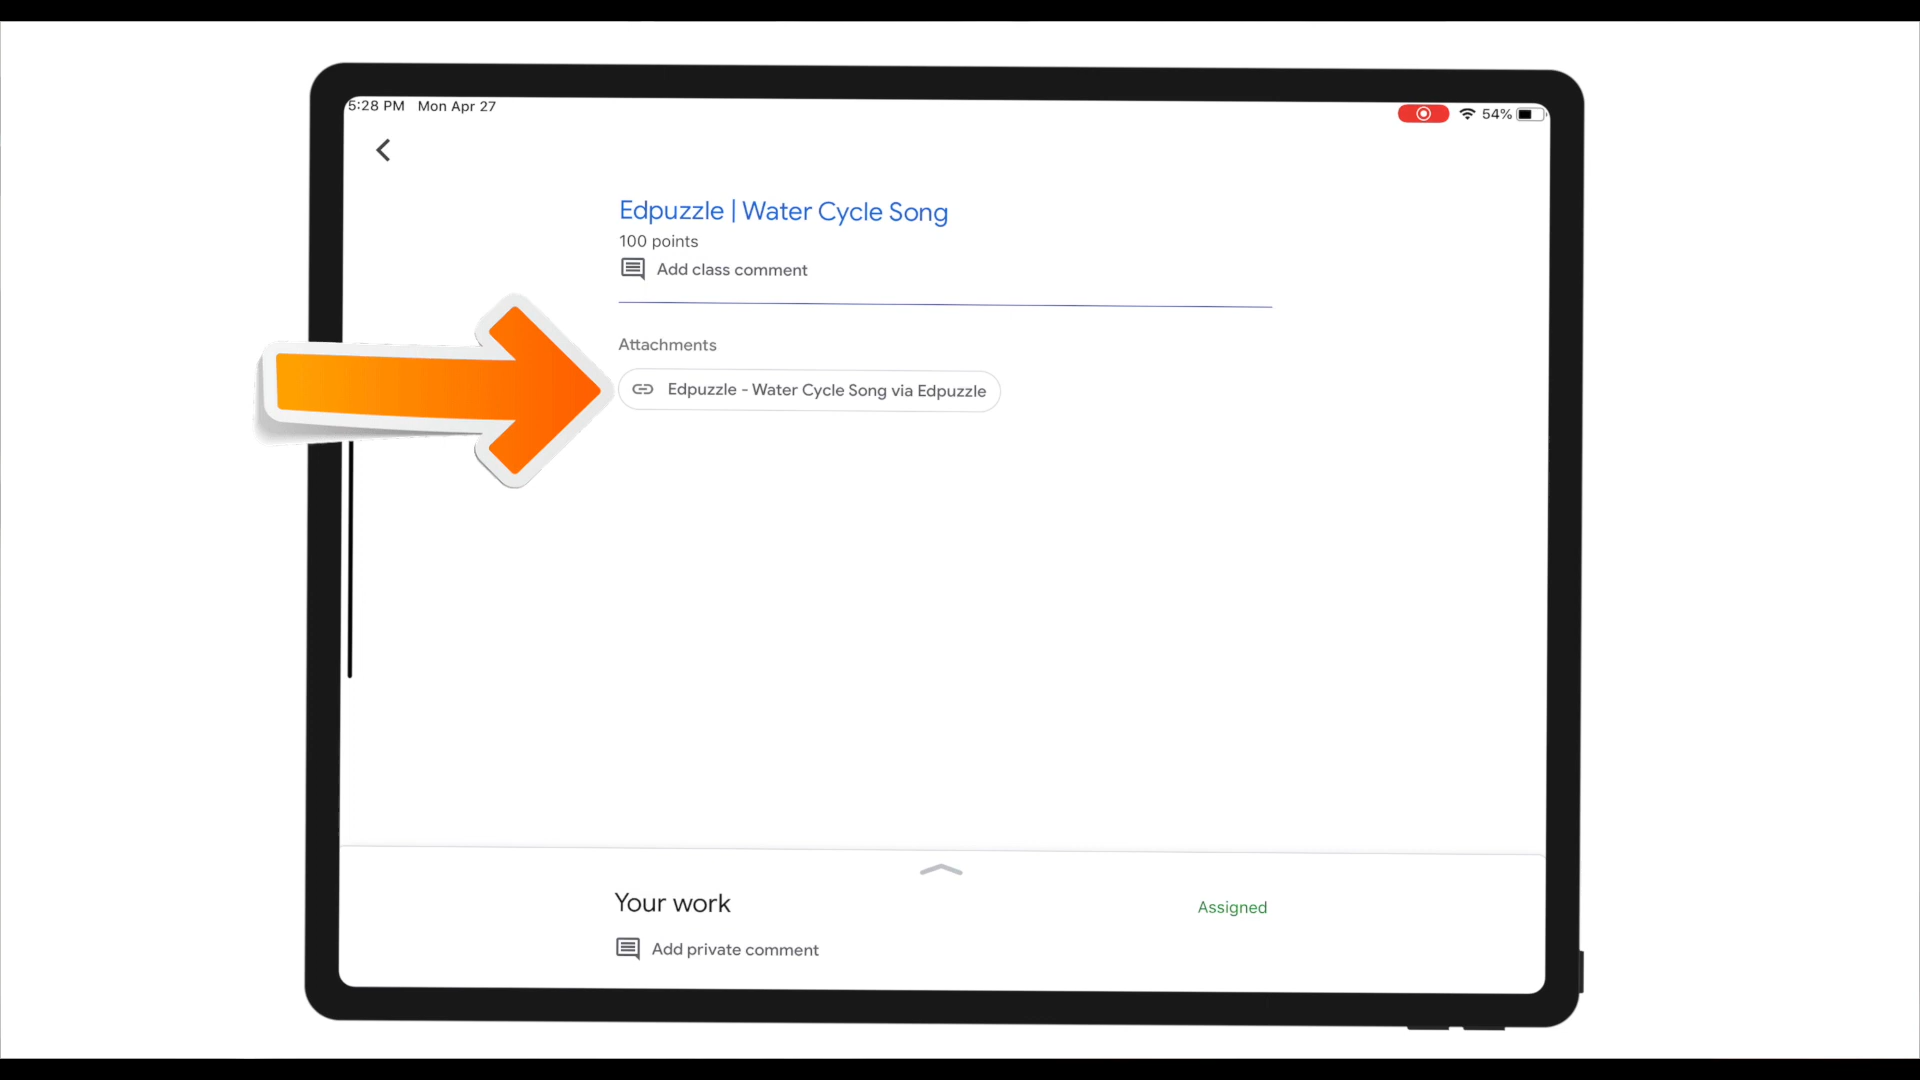 5:28 PM Mon Apr 27
54%
Edpuzzle | Water Cycle Song
100 points
Add class comment
Attachments
Edpuzzle - Water Cycle Song via Edpuzzle
Your work
Assigned
Add private comment